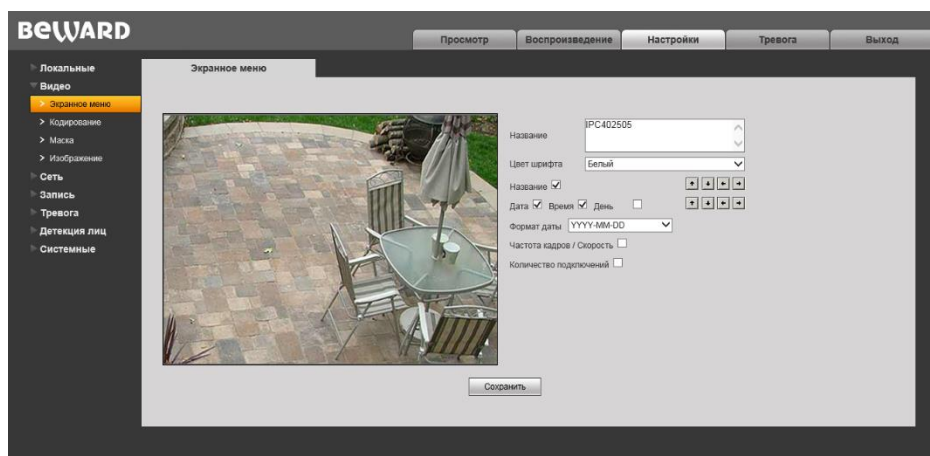 BEWARD
Просмотр Воспроизведение Настройки Тревога Выход
Локальные
Видео
> Экранное меню
> Кодирование
> Маска
> Изображение
Сеть
Запись
Тревога
Детекция лиц
Системные
Экранное меню
Название IPC402505
Цвет шрифта Белый
Название
Дата Время День
Формат даты YYYY-MM-DD
Частота кадров / Скорость
Количество подключений
Сохранить